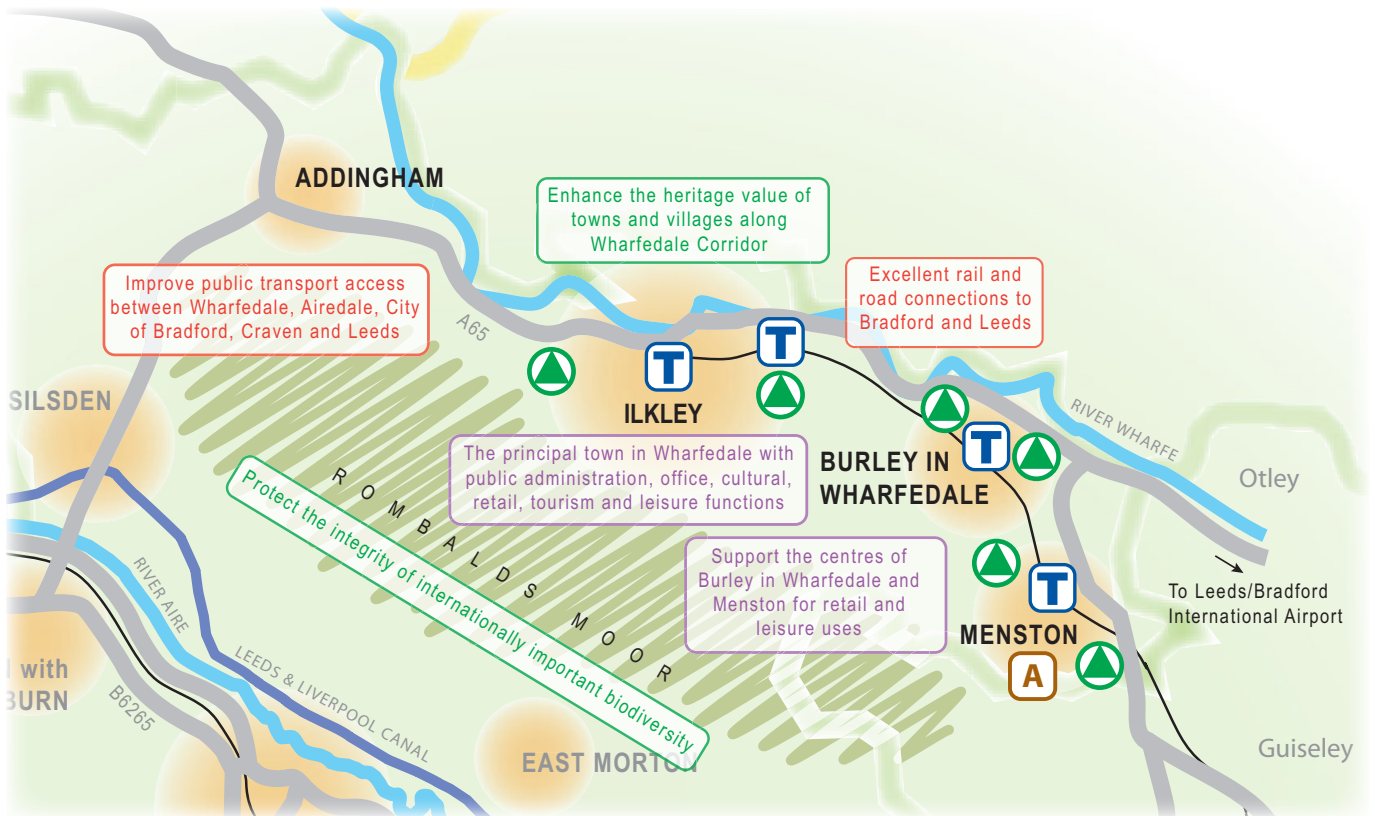 ADDINGHAM
Enhance the heritage value of
towns and villages along
Wharfedale Corridor
Improve public transport access
between Wharfedale, Airedale, City
of Bradford, Craven and Leeds
Excellent rail and
road connections to
Bradford and Leeds
A65
T
T
ILKLEY
SILSDEN
RIVER WHARFE
T
BURLEY IN
WHARFEDALE
The principal town in Wharfedale with
public administration, office, cultural,
retail, tourism and leisure functions
Otley
ROMBALDS MOOR
Protect the integrity of internationally important biodiversity
Support the centres of
Burley in Wharfedale and
Menston for retail and
leisure uses
T
To Leeds/Bradford
International Airport
MENSTON
A
RIVER AIRE
LEEDS & LIVERPOOL CANAL
with
BURN
B6265
EAST MORTON
Guiseley